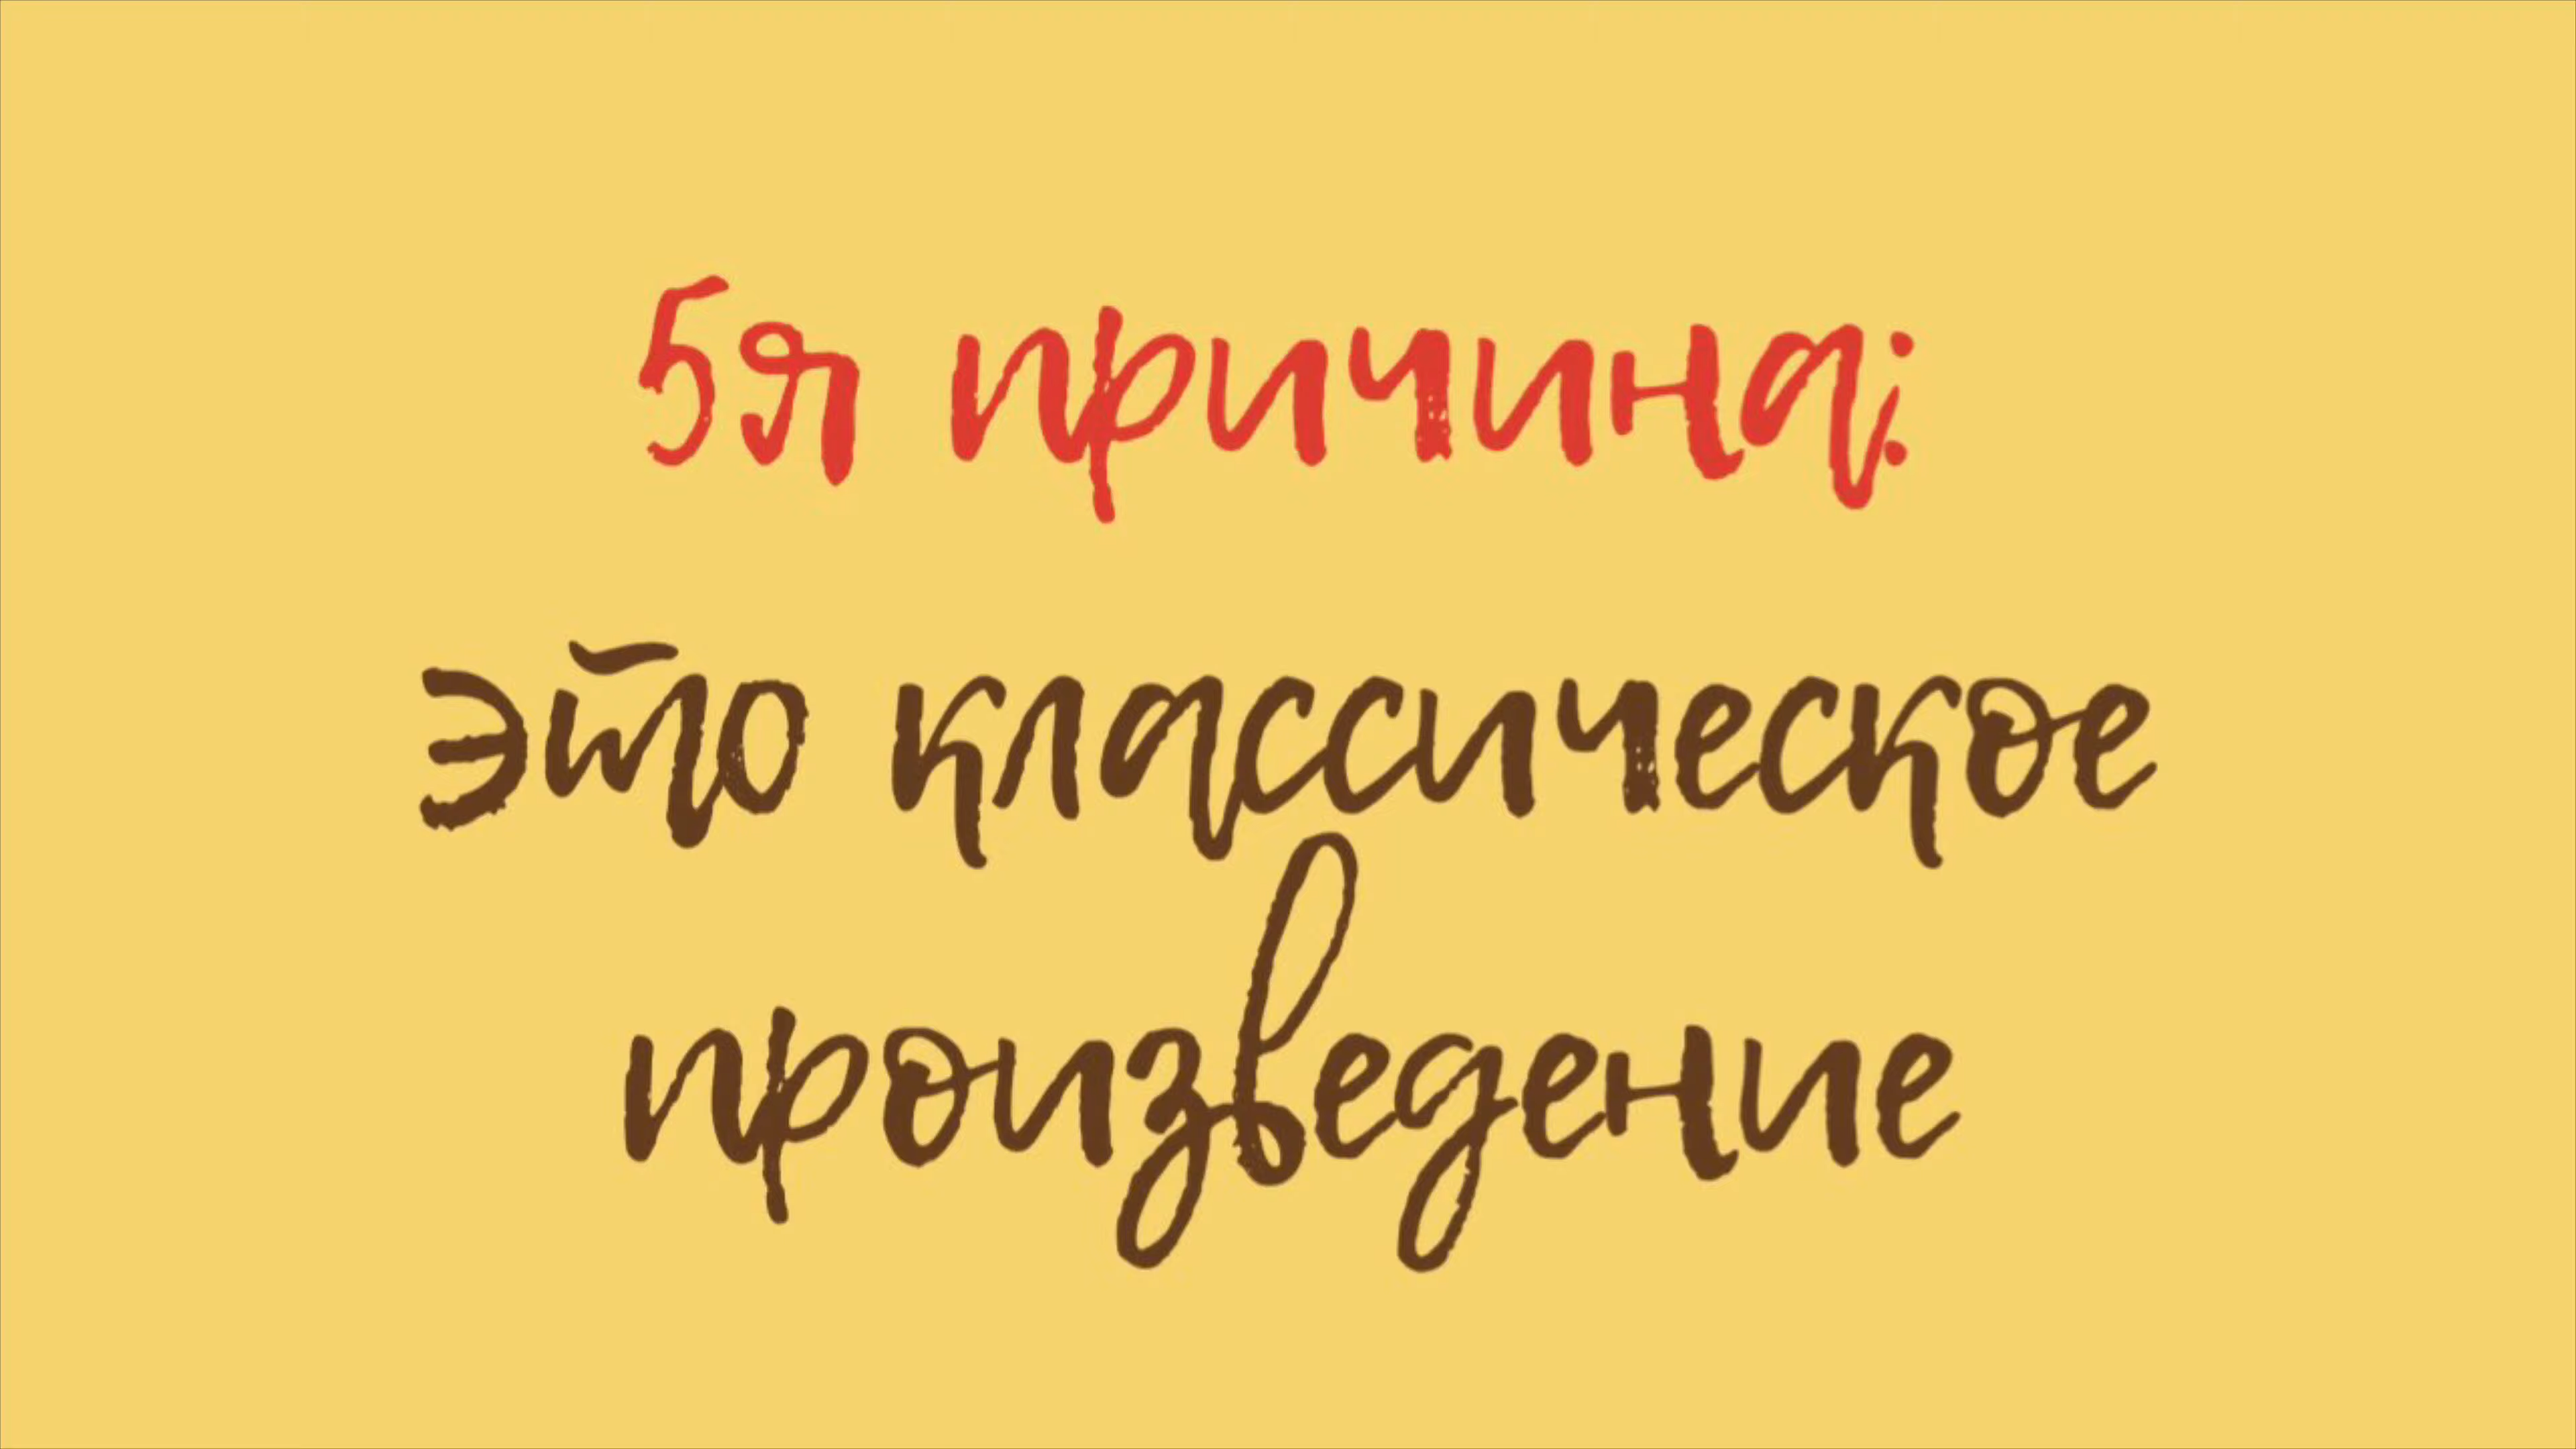 5я причина:
это классическое
произведение